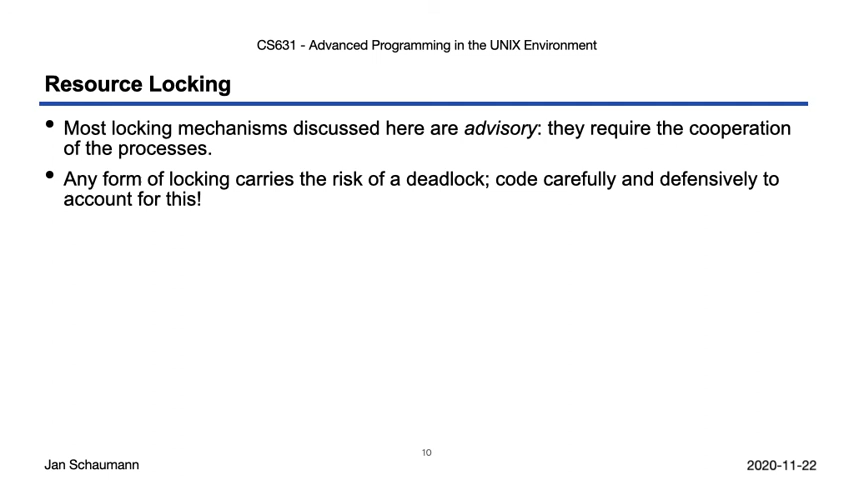 CS631 - Advanced Programming in the UNIX Environment
Resource Locking
• Most locking mechanisms discussed here are advisory: they require the cooperation
of the processes.
• Any form of locking carries the risk of a deadlock; code carefully and defensively to
account for this!
10
Jan Schaumann
2020-11-22